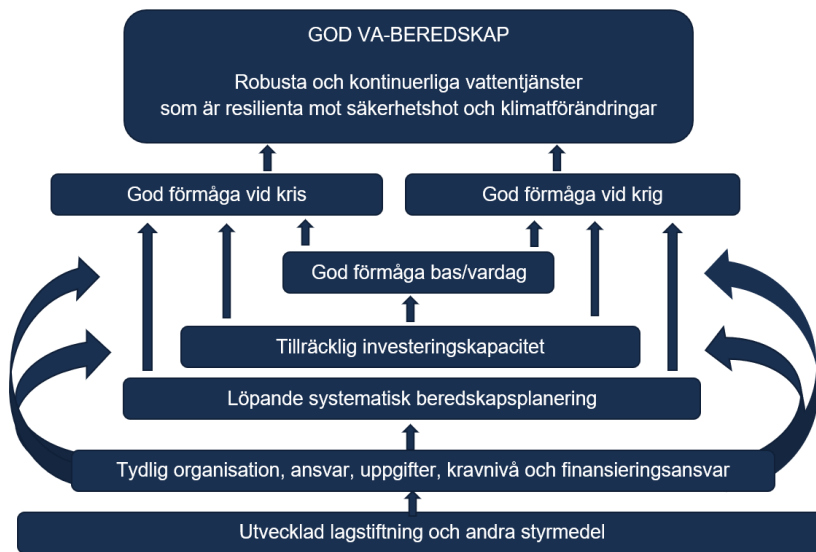 GOD VA-BEREDSKAP
Robusta och kontinuerliga vattentjänster
som är resilienta mot säkerhetshot och klimatförändringar
God förmåga vid kris
God förmåga vid krig
God förmåga bas/vardag
Tillräcklig investeringskapacitet
Löpande systematisk beredskapsplanering
Tydlig organisation, ansvar, uppgifter, kravnivå och finansieringsansvar
Utvecklad lagstiftning och andra styrmedel